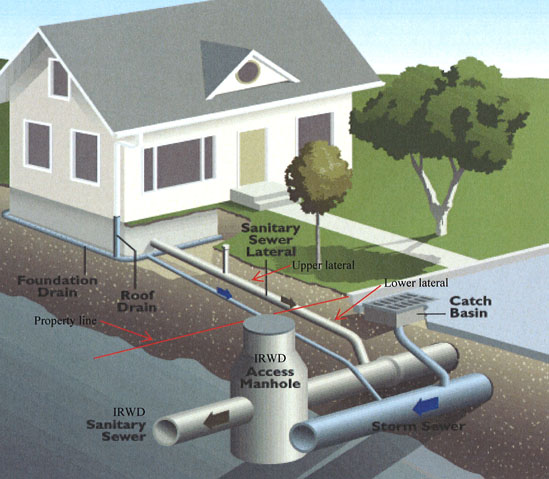 Sanitary
Sewer
Lateral
Upper lateral
Foundation
Drain
Roof
Drain
Lower lateral
Catch
Basin
Property line
IRWD
Access
Manhole
IRWD
Sanitary
Sewer
Storm Sewer